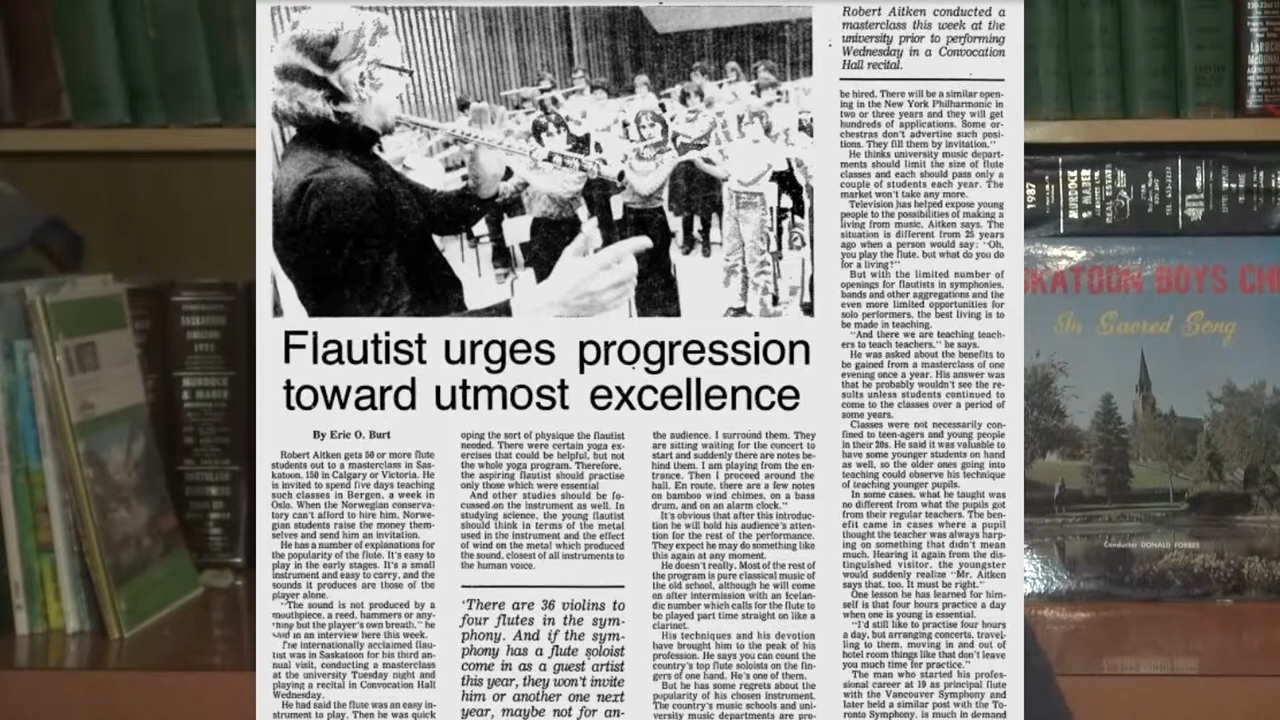 Robert Aitken conducted a
masterclass this week at the
university prior to performing
Wednesday in a Convocation
Hall recital.
Flautist urges progression
toward utmost excellence
By Eric O. Burt
Robert Aitken gets 50 or more flute
students out to a masterclass in Sas-
katoon, 150 in Calgary or Victoria. He
is invited to spend five days teaching
such classes in Bergen, a week in
Oslo. When the Norwegian conserva-
tory can't afford to hire him, Norwe-
gian students raise the money them-
selves and send him an invitation.
He has a number of explanations for
the popularity of the flute. It's easy to
play in the early stages. It's a small
instrument and easy to carry, and the
sounds it produces are those of the
player alone.
"The sound is not produced by a
mouthpiece, a reed, hammers or any-
thing but the player's own breath," he
said in an interview here this week.
The internationally acclaimed flau-
tist was in Saskatoon for his third an-
nual visit, conducting a masterclass
at the university Tuesday night and
playing a recital in Convocation Hall
Wednesday.
He had said the flute was an easy in-
strument to play. Then he was quick
oping the sort of physique the flautist
needed. There were certain yoga ex-
ercises that could be helpful, but not
the whole yoga program. Therefore,
the aspiring flautist should practise
only those which were essential
And other studies should be fo-
cussed on the instrument as well. In
studying science, the young flautist
should think in terms of the metal
used in the instrument and the effect
of wind on the metal which produced
the sound, closest of all instruments to
the human voice.
'There are 36 violins to
four flutes in the sym-
phony. And if the sym-
phony has a flute soloist
come in as a guest artist
this year, they won't invite
him or another one next
year, maybe not for an-
the audience. I surround them. They
are sitting waiting for the concert to
start and suddenly there are notes be-
hind them. I am playing from the en-
trance. Then I proceed around the
hall. En route, there are a few notes
on bamboo wind chimes, on a bass
drum, and on an alarm clock."
It's obvious that after this introduc-
tion he will hold his audience's atten-
tion for the rest of the performance.
They expect he may do something like
this again at any moment.
He doesn't really. Most of the rest of
the program is pure classical music of
the old school, although he will come
on after intermission with an Icelan-
dic number which calls for the flute to
be played part time straight on like a
clarinet.
His techniques and his devotion
have brought him to the peak of his
profession. He says you can count the
country's top flute soloists on the fin-
gers of one hand. He's one of them.
But he has some regrets about the
popularity of his chosen instrument.
The country's music schools and uni-
versity music departments are pro-
be hired. There will be a similar open-
ing in the New York Philharmonic in
two or three years and they will get
hundreds of applications. Some or-
chestras don't advertise such posi-
tions. They fill them by invitation."
He thinks university music depart-
ments should limit the size of flute
classes and each should pass only a
couple of students each year. The
market won't take any more.
Television has helped expose young
people to the possibilities of making a
living from music, Aitken says. The
situation is different from 25 years
ago when a person would say: "Oh,
you play the flute, but what do you do
for a living?"
But with the limited number of
openings for flautists in symphonies,
bands and other aggregations and the
even more limited opportunities for
solo performers, the best living is to
be made in teaching.
"And there we are teaching teach-
ers to teach teachers," he says.
He was asked about the benefits to
be gained from a masterclass of one
evening once a year. His answer was
that he probably wouldn't see the re-
sults unless students continued to
come to the classes over a period of
some years.
Classes were not necessarily con-
fined to teen-agers and young people
in their 20s. He said it was valuable to
have some younger students on hand
as well, so the older ones going into
teaching could observe his technique
of teaching younger pupils.
In some cases, what he taught was
no different from what the pupils got
from their regular teachers. The ben-
efit came in cases where a pupil
thought the teacher was always harp-
ing on something that didn't mean
much. Hearing it again from the dis-
tinguished visitor, the youngster
would suddenly realize "Mr. Aitken
says that, too. It must be right."
One lesson he has learned for him-
self is that four hours practice a day
when one is young is essential.
"I'd still like to practise four hours
a day, but arranging concerts, travel-
ling to them, moving in and out of
hotel room things like that don't leave
you much time for practice."
The man who started his profes-
sional career at 19 as principal flute
with the Vancouver Symphony and
later held a similar post with the To-
ronto Symphony, is much in demand
1987
MURDOCK
& MABER
SKATOON BOYS CH
In Sacred Song
Conductor DONALD FORBES